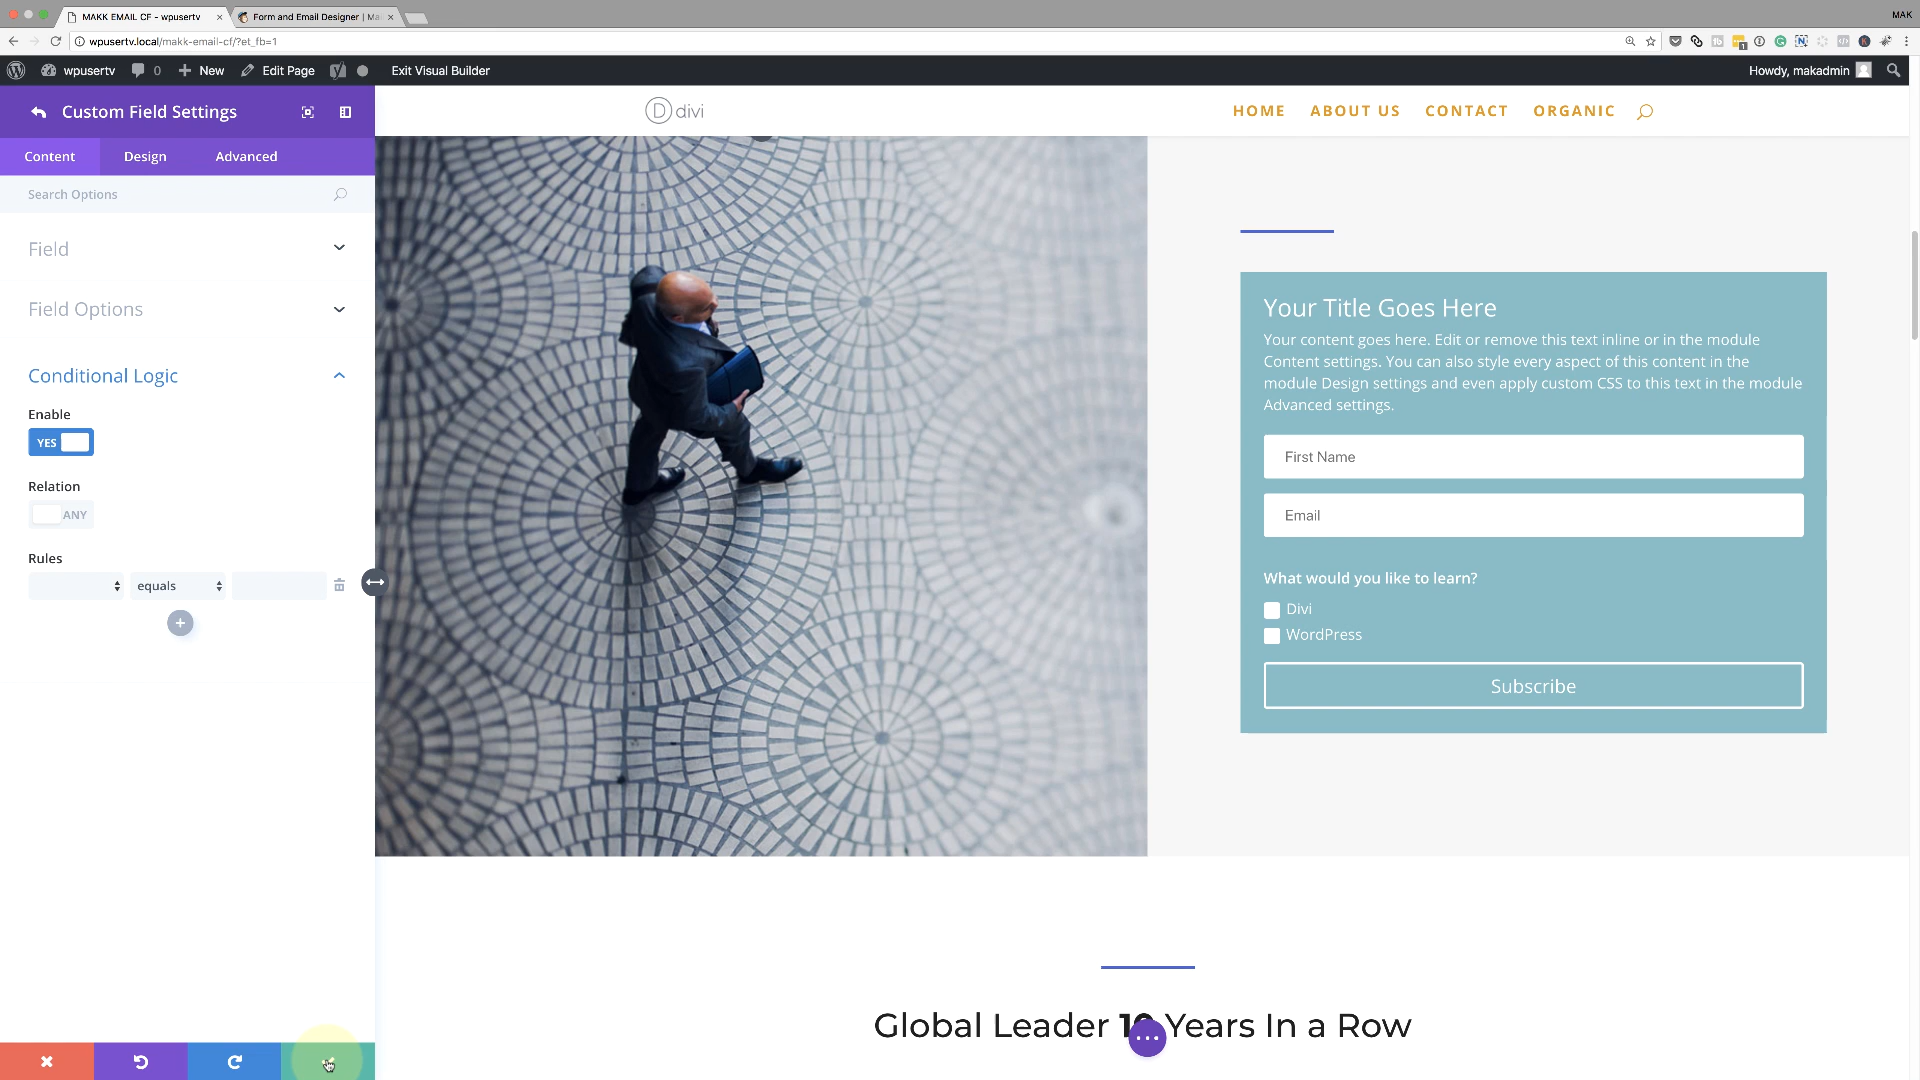 MAKK EMAIL CF - wpusertv
Form and Email Designer | Mai
MAK
wpusertv.local/makk-email-cf/?et_fb=1
wpusertv 0 New Edit Page Exit Visual Builder
Howdy, makadmin
Custom Field Settings
Content Design Advanced
Search Options
Field
Field Options
Conditional Logic
Enable
YES
Relation
ANY
Rules
equals
D divi
HOME ABOUT US CONTACT ORGANIC
Your Title Goes Here
Your content goes here. Edit or remove this text inline or in the module
Content settings. You can also style every aspect of this content in the
module Design settings and even apply custom CSS to this text in the module
Advanced settings.
First Name
Email
What would you like to learn?
Divi
WordPress
Subscribe
Global Leader 10 Years In a Row